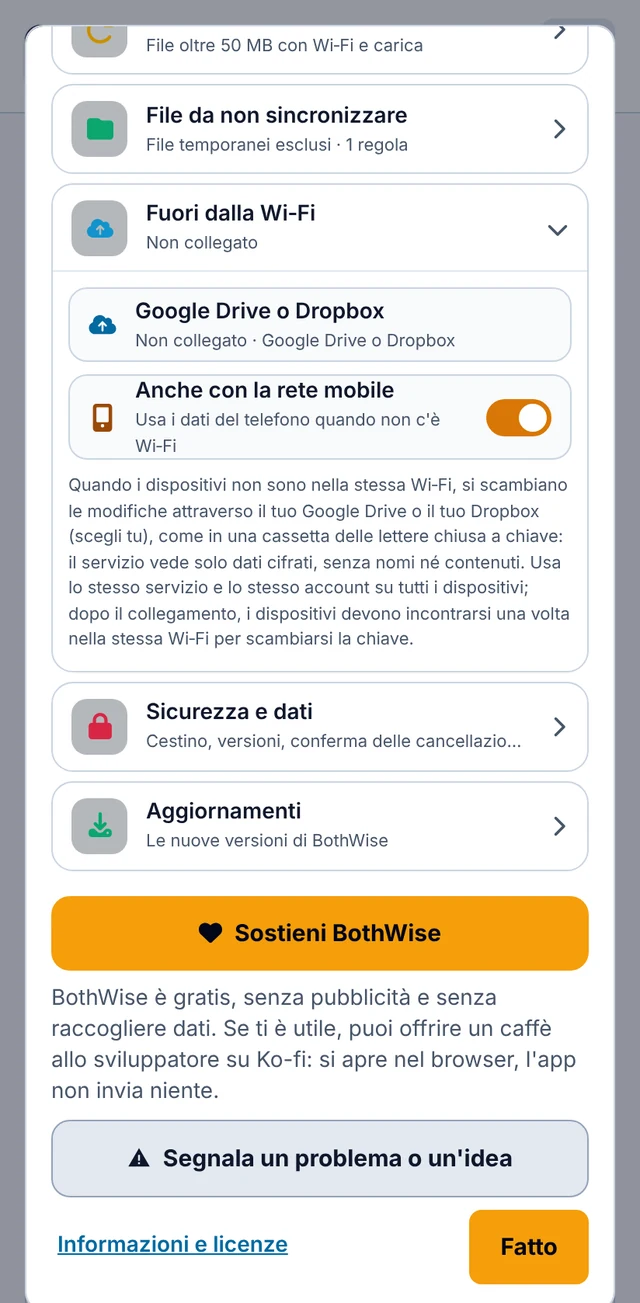 File oltre 50 MB con Wi-Fi e carica
File da non sincronizzare
File temporanei esclusi · 1 regola
Fuori dalla Wi-Fi
Non collegato
Google Drive o Dropbox
Non collegato · Google Drive o Dropbox
Anche con la rete mobile
Usa i dati del telefono quando non c'è
Wi-Fi
Quando i dispositivi non sono nella stessa Wi-Fi, si scambiano
le modifiche attraverso il tuo Google Drive o il tuo Dropbox
(scegli tu), come in una cassetta delle lettere chiusa a chiave:
il servizio vede solo dati cifrati, senza nomi né contenuti. Usa
lo stesso servizio e lo stesso account su tutti i dispositivi;
dopo il collegamento, i dispositivi devono incontrarsi una volta
nella stessa Wi-Fi per scambiarsi la chiave.
Sicurezza e dati
Cestino, versioni, conferma delle cancellazio...
Aggiornamenti
Le nuove versioni di BothWise
Sostieni BothWise
BothWise è gratis, senza pubblicità e senza
raccogliere dati. Se ti è utile, puoi offrire un caffè
allo sviluppatore su Ko-fi: si apre nel browser, l'app
non invia niente.
Segnala un problema o un'idea
Informazioni e licenze
Fatto